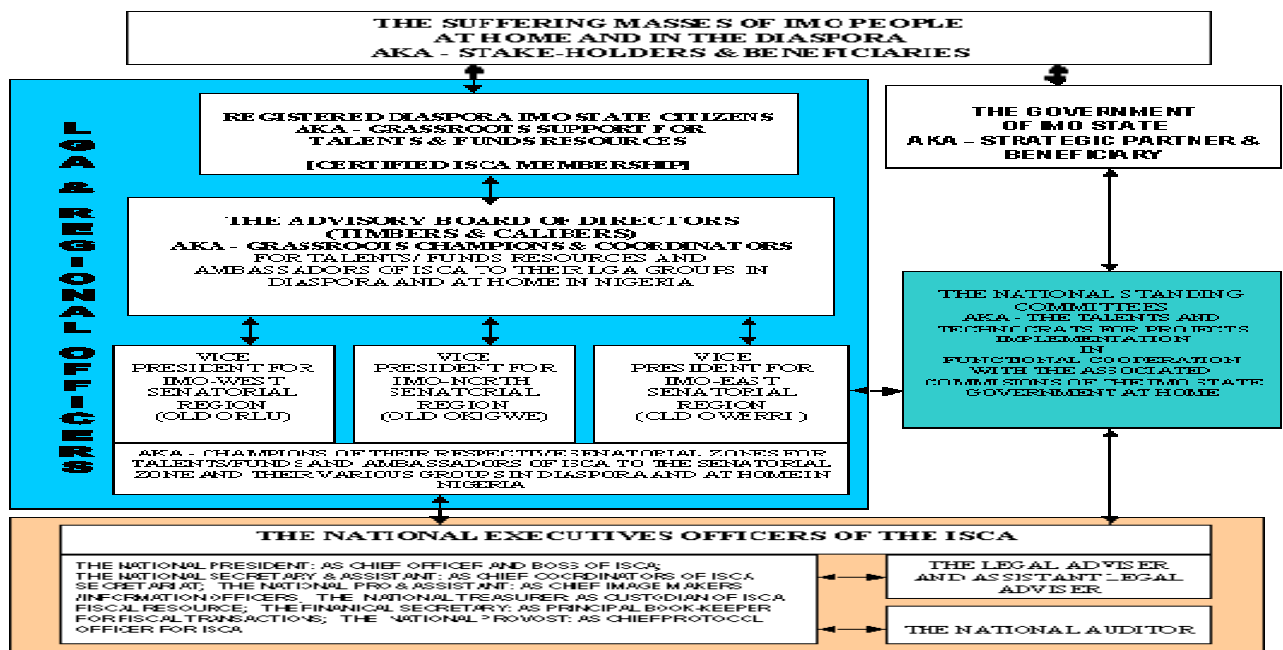 THE SUFFERING MASSES OF IMO PEOPLE
AT HOME AND IN THE DIASPORA
AKA - STAKE-HOLDERS & BENEFICIARIES
LGA & REGIONAL OFFICERS
REGISTERED DIASPORA IMO STATE CITIZENS
AKA - GRASSROOTS SUPPORT FOR
TALENTS & FUNDS RESOURCES
[CERTIFIED ISCA MEMBERSHIP]
THE GOVERNMENT
OF IMO STATE
AKA - STRATEGIC PARTNER &
BENEFICIARY
THE ADVISORY BOARD OF DIRECTORS
(TIMBERS & CALIBERS)
AKA - GRASSROOTS CHAMPIONS & COORDINATORS
FOR TALENTS/ FUNDS RESOURCES AND
AMBASSADORS OF ISCA TO THEIR LGA GROUPS IN
DIASPORA AND AT HOME IN NIGERIA
THE NATIONAL STANDING
COMMITTEES
AKA - THE TALENTS AND
TECHNOCRATS FOR PROJECTS
IMPLEMENTATION
IN
FUNCTIONAL COOPERATION
WITH THE ASSOCIATED
COMMISIONS OF THE IMO STATE
GOVERNMENT AT HOME
VICE
PRESIDENT FOR
IMO-WEST
SENATORIAL
REGION
(OLD ORLU)
VICE
PRESIDENT FOR
IMO-NORTH
SENATORIAL
REGION
(OLD OKIGWE)
VICE
PRESIDENT FOR
IMO-EAST
SENATORIAL
REGION
(OLD OWERRI)
AKA - CHAMPIONS OF THEIR RESPECTIVE SENATORIAL ZONES FOR
TALENTS/FUNDS AND AMBASSADORS OF ISCA TO THE SENATORIAL
ZONE AND THEIR VARIOUS GROUPS IN DIASPORA AND AT HOME IN
NIGERIA
THE NATIONAL EXECUTIVES OFFICERS OF THE ISCA
THE NATIONAL PRESIDENT: AS CHIEF OFFICER AND BOSS OF ISCA;
THE NATIONAL SECRETARY & ASSISTANT: AS CHIEF COORDINATORS OF ISCA
SECRETARIAT; THE NATIONAL PRO & ASSISTANT: AS CHIEF IMAGE MAKERS
/INFORMATION OFFICERS. THE NATIONAL TREASURER AS CUSTODIAN OF ISCA
FISCAL RESOURCE; THE FINANICAL SECRETARY: AS PRINCIPAL BOOK-KEEPER
FOR FISCAL TRANSACTIONS; THE NATIONAL PROVOST: AS CHIEF PROTOCOL
OFFICER FOR ISCA
THE LEGAL ADVISER
AND ASSISTANT LEGAL
ADVISER
THE NATIONAL AUDITOR